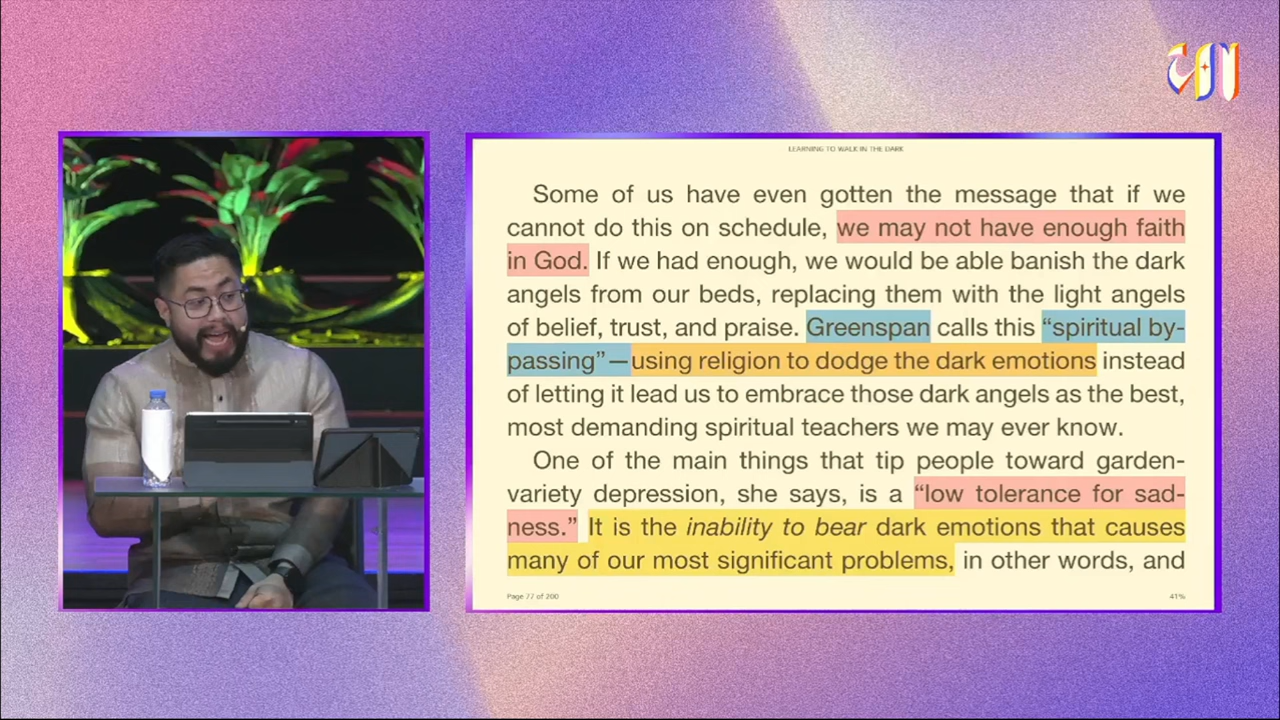 LEARNING TO WALK IN THE DARK
Some of us have even gotten the message that if we
cannot do this on schedule, we may not have enough faith
in God. If we had enough, we would be able banish the dark
angels from our beds, replacing them with the light angels
of belief, trust, and praise. Greenspan calls this “spiritual by-
passing”—using religion to dodge the dark emotions instead
of letting it lead us to embrace those dark angels as the best,
most demanding spiritual teachers we may ever know.
One of the main things that tip people toward garden-
variety depression, she says, is a “low tolerance for sad-
ness.” It is the inability to bear dark emotions that causes
many of our most significant problems, in other words, and
Page 77 of 200
41%